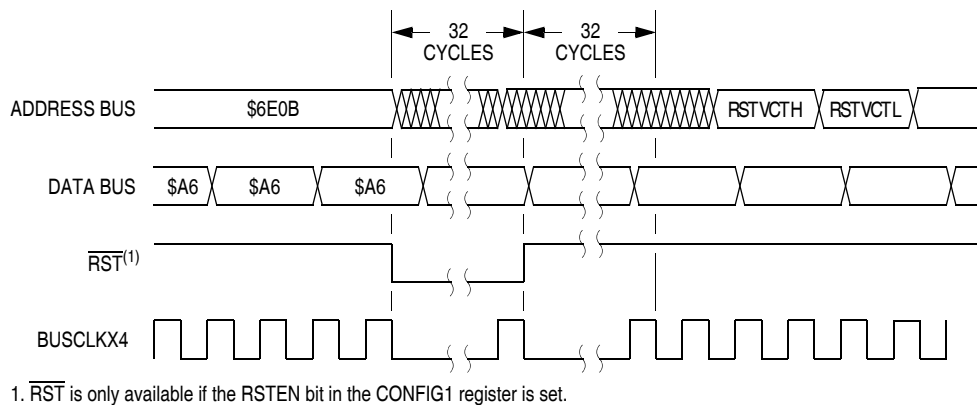 32 CYCLES
32 CYCLES
ADDRESS BUS
$6E0B
RSTVCTH
RSTVCTL
DATA BUS
$A6
$A6
$A6
RST(1)
BUSCLKX4
1. RST is only available if the RSTEN bit in the CONFIG1 register is set.